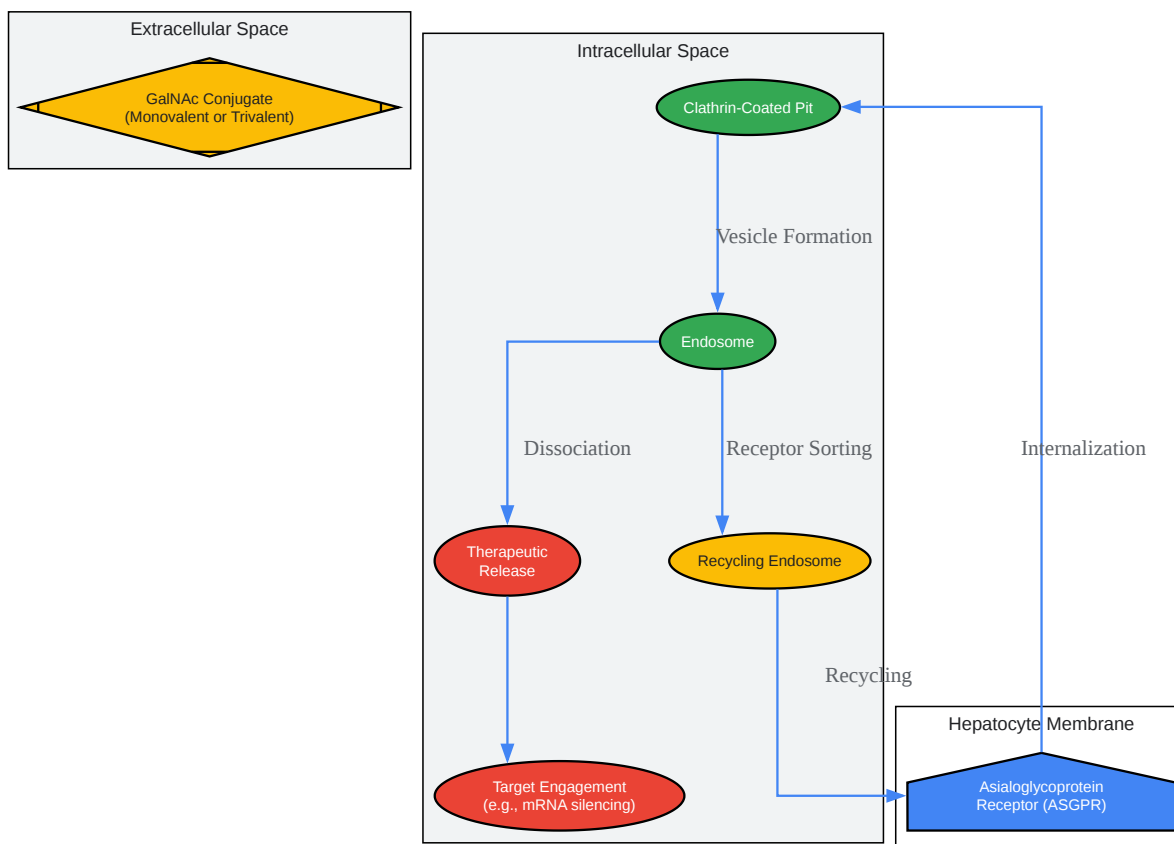 Extracellular Space
GalNAc Conjugate
(Monovalent or Trivalent)
Intracellular Space
Clathrin-Coated Pit
Vesicle Formation
Endosome
Dissociation
Receptor Sorting
Internalization
Therapeutic
Release
Recycling Endosome
Recycling
Hepatocyte Membrane
Target Engagement
(e.g., mRNA silencing)
Asialoglycoprotein
Receptor (ASGPR)